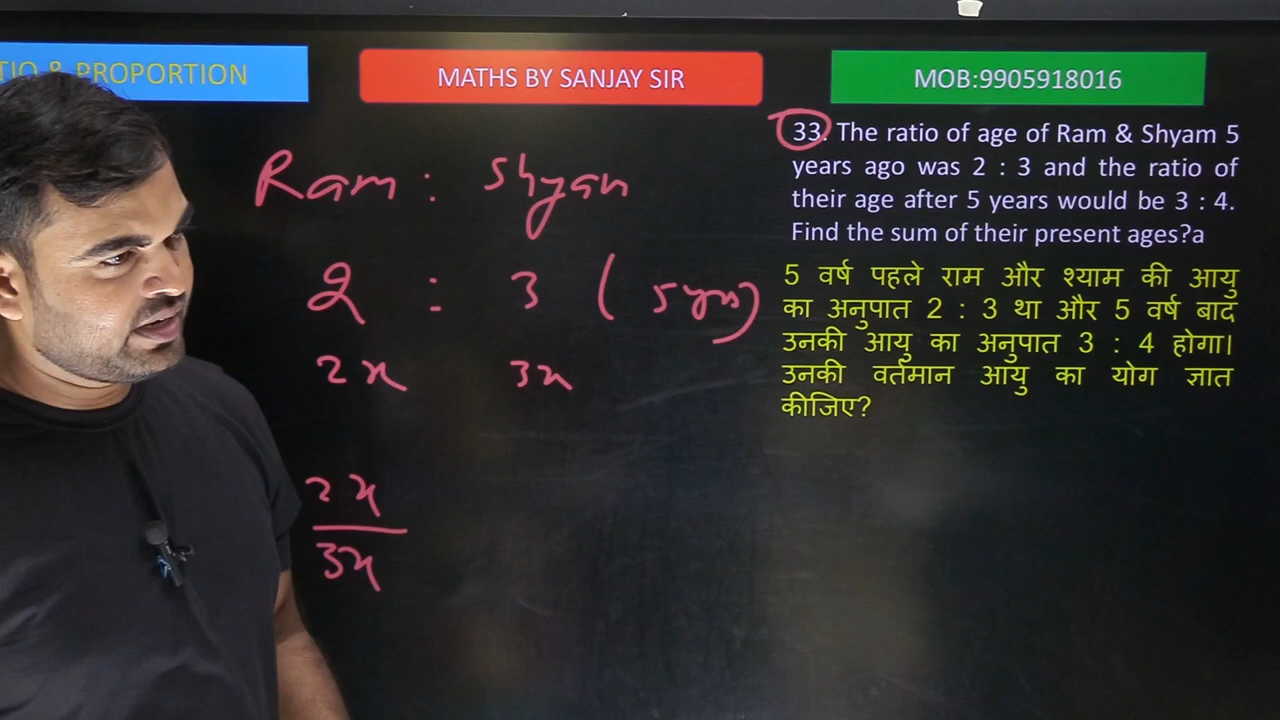 TIO & PROPORTION
MATHS BY SANJAY SIR
MOB:9905918016
33. The ratio of age of Ram & Shyam 5
years ago was 2 : 3 and the ratio of
their age after 5 years would be 3 : 4.
Find the sum of their present ages?a
5 वर्ष पहले राम और श्याम की आयु
का अनुपात 2 : 3 था और 5 वर्ष बाद
उनकी आयु का अनुपात 3 : 4 होगा।
उनकी वर्तमान आयु का योग ज्ञात
कीजिए?
Ram : Shyam
2 : 3 (5 yrs)
2x 3x
2x
3x